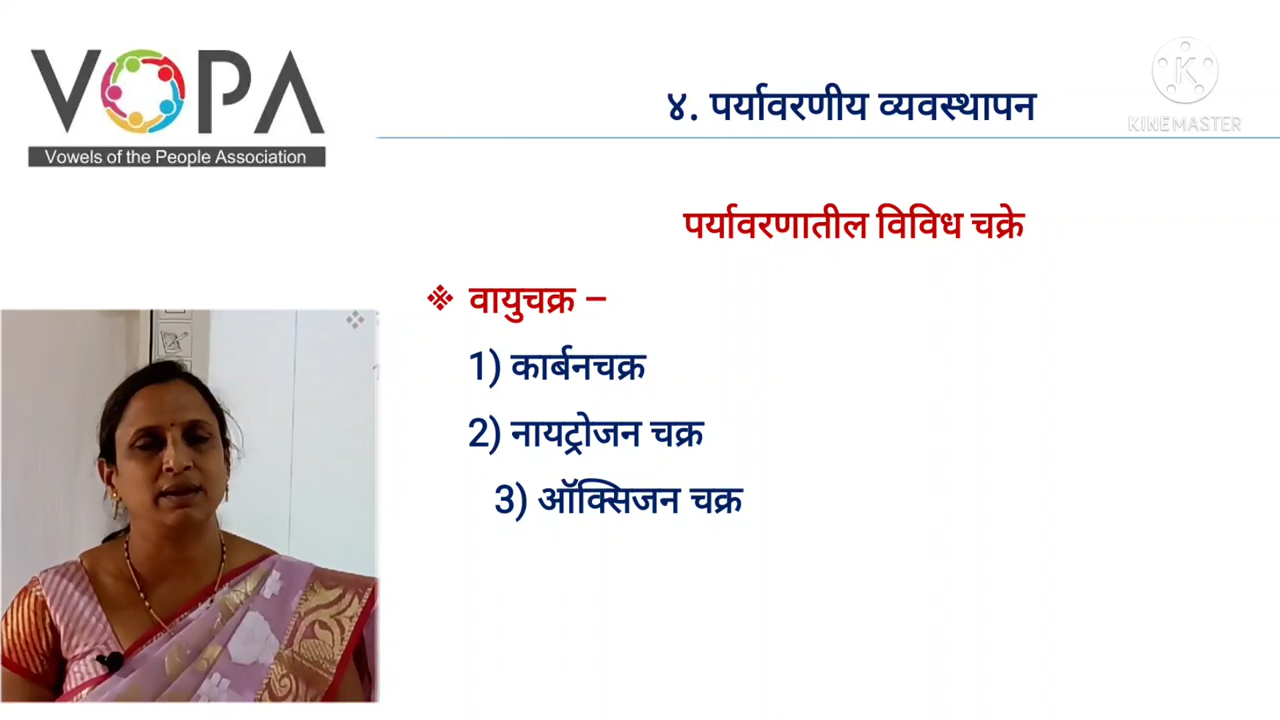 VOPA
Vowels of the People Association
४. पर्यावरणीय व्यवस्थापन
KINEMASTER
पर्यावरणातील विविध चक्रे
❖ वायुचक्र –
1) कार्बनचक्र
2) नायट्रोजन चक्र
3) ऑक्सिजन चक्र